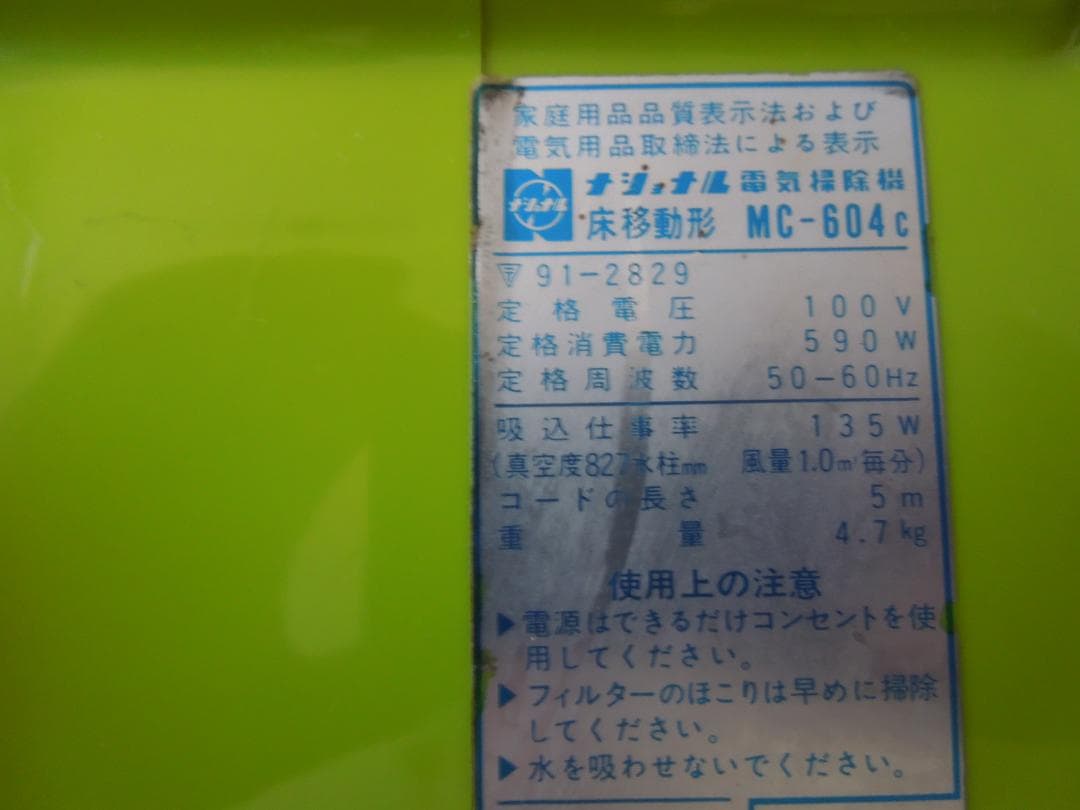 家庭用品品質表示法および
電気用品取締法による表示
ナショナル ナショナル電気掃除機
床移動形 MC-604c
〒91-2829
定格電圧 100V
定格消費電力 590W
定格周波数 50-60Hz
吸込仕事率 135W
(真空度827水柱mm 風量1.0m³毎分)
コードの長さ 5m
重量 4.7kg
使用上の注意
▶電源はできるだけコンセントを使
用してください。
▶フィルターのほこりは早めに掃除
してください。
▶水を吸わせないでください。